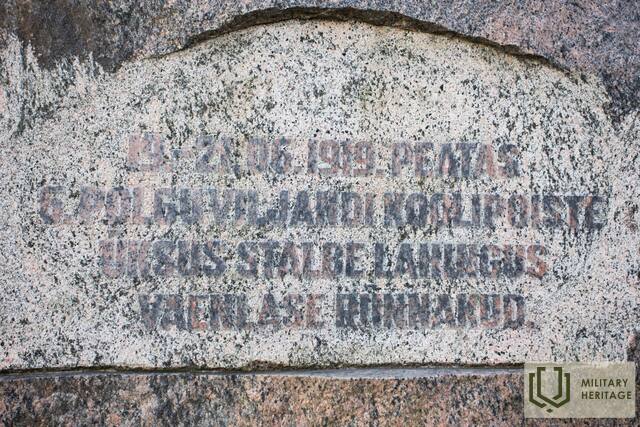 19.-21.06.1919. PEATAS
6. POLGU VILJANDI KOOLIPOISTE
ÜKSUS STALBE LAHINGUS
VAENLASE RÜNNAKUD.
MILITARY
HERITAGE